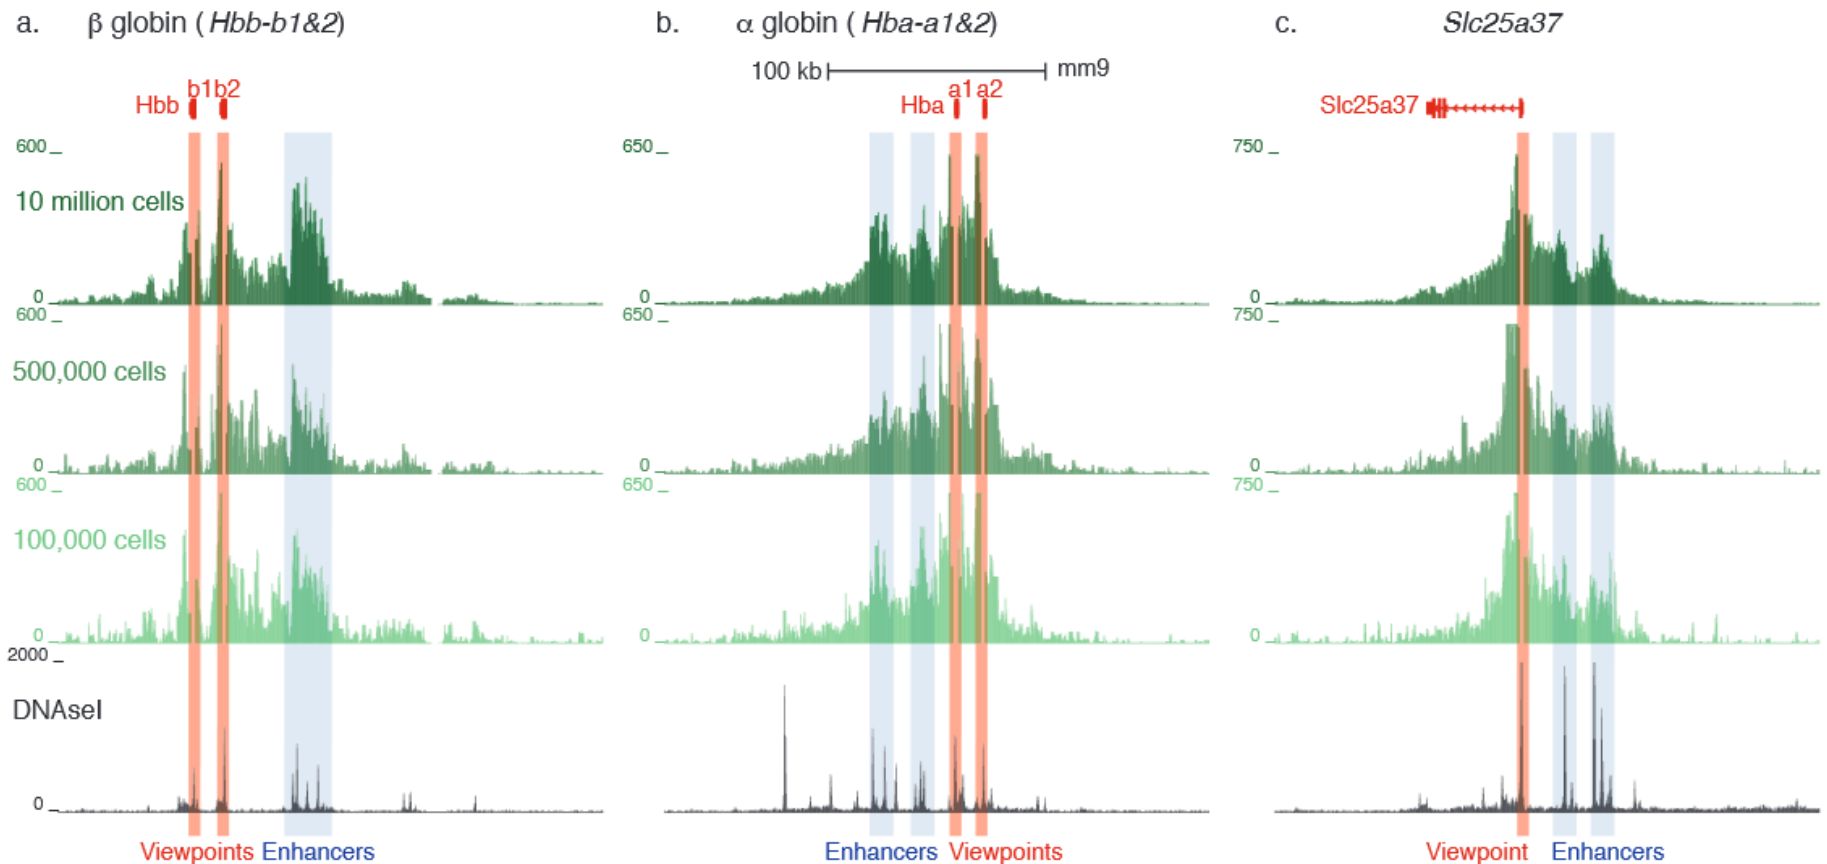 a. β globin (Hbb-b1&2) b. α globin (Hba-a1&2) c. Slc25a37
100 kb mm9
b1 b2 a1 a2
Hbb Hba Slc25a37
600 650 750
10 million cells
0 0 0
600 650 750
500,000 cells
0 0 0
600 650 750
100,000 cells
0 0 0
2000
DNAseI
0
Viewpoints Enhancers Enhancers Viewpoints Viewpoint Enhancers